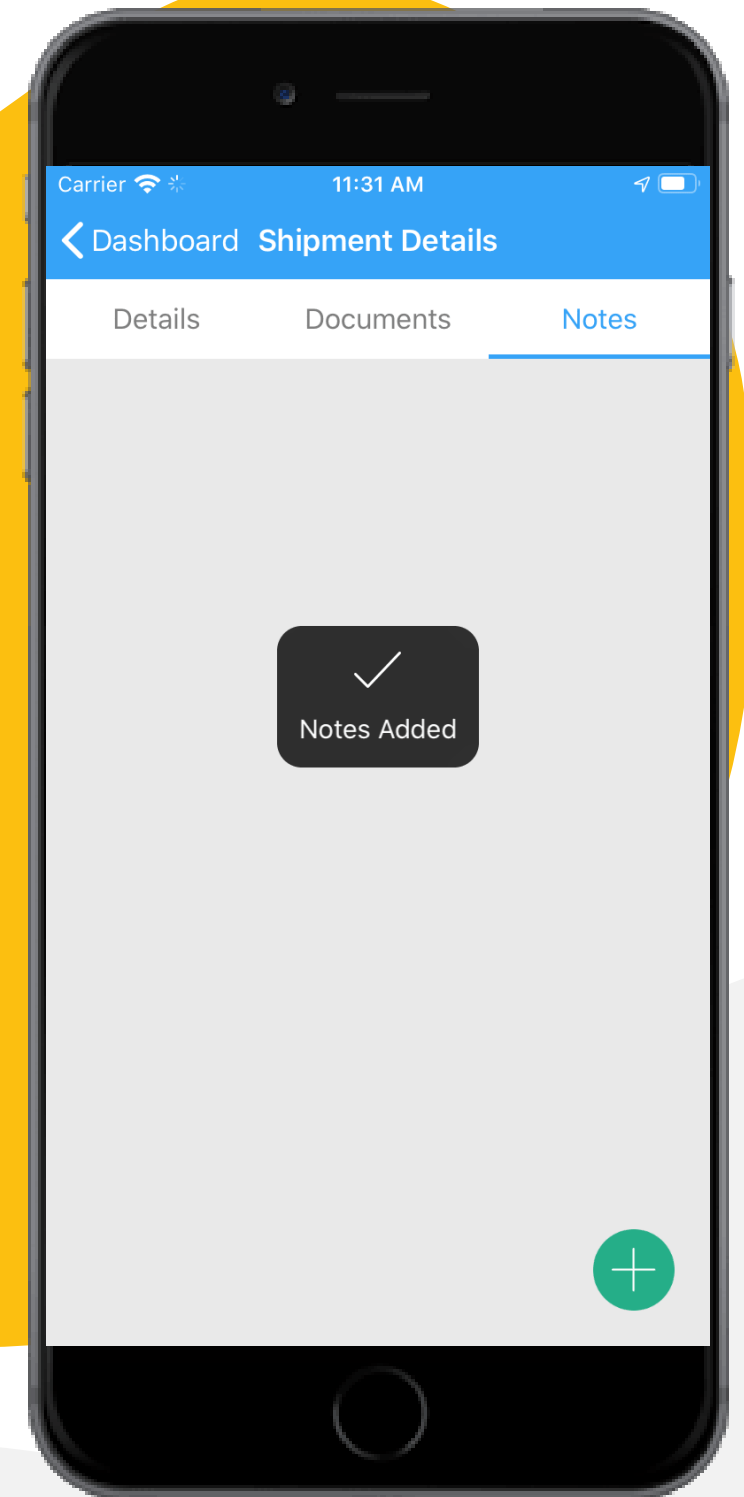 Carrier 11:31 AM
Dashboard Shipment Details
Details Documents Notes
Notes Added